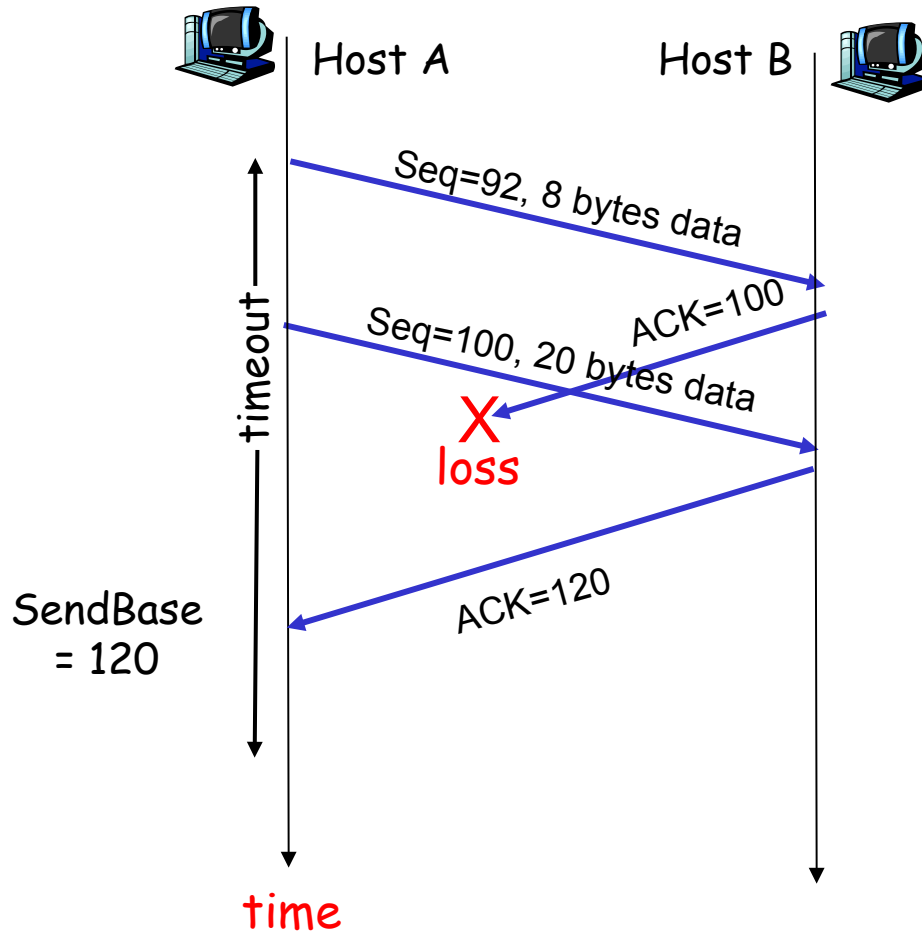 Host A
Host B
Seq=92, 8 bytes data
ACK=100
timeout
Seq=100, 20 bytes data
X
loss
ACK=120
SendBase
= 120
time